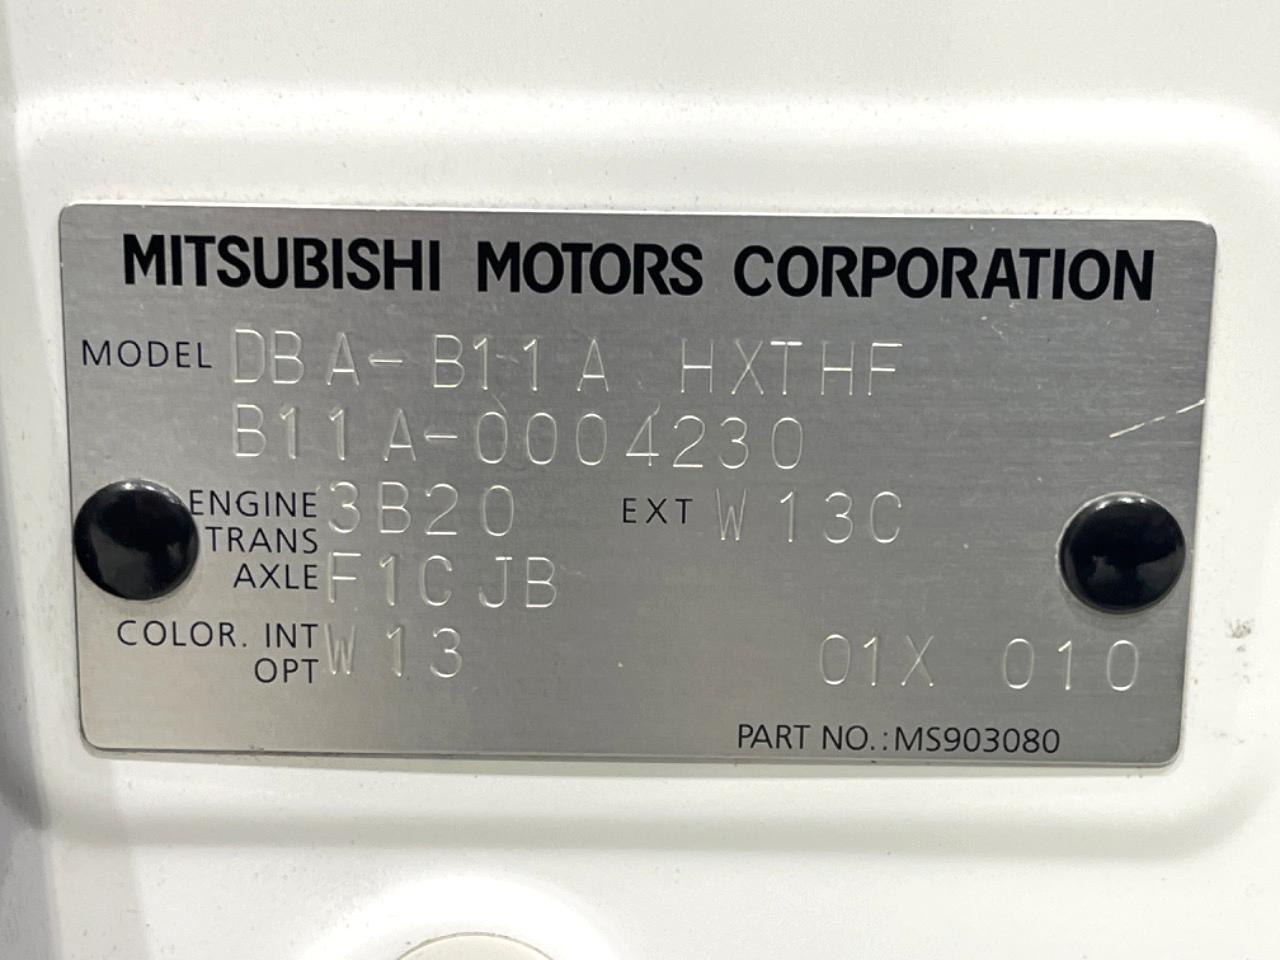 MITSUBISHI MOTORS CORPORATION
MODEL DBA-B11A HXTHF
B11A-0004230
ENGINE 3B20 EXT W13C
TRANS
AXLE F1CJB
COLOR. INT W13 01X 010
OPT
PART NO.:MS903080